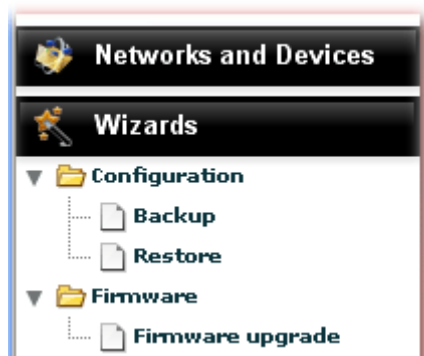 Networks and Devices
Wizards
Configuration
Backup
Restore
Firmware
Firmware upgrade